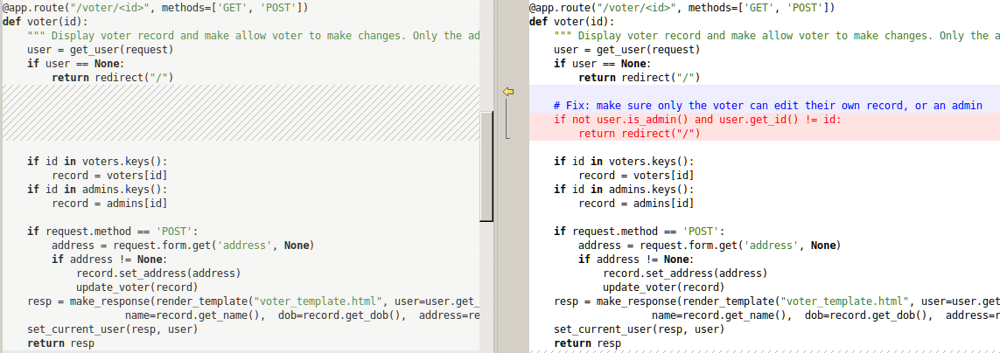 @app.route("/voter/<id>", methods=['GET', 'POST'])
def voter(id):
    """ Display voter record and make allow voter to make changes. Only the ad
    user = get_user(request)
    if user == None:
        return redirect("/")
    if id in voters.keys():
        record = voters[id]
    if id in admins.keys():
        record = admins[id]
    if request.method == 'POST':
        address = request.form.get('address', None)
        if address != None:
            record.set_address(address)
            update_voter(record)
    resp = make_response(render_template("voter_template.html", user=user.get_
                    name=record.get_name(),  dob=record.get_dob(),  address=re
    set_current_user(resp, user)
    return resp
@app.route("/voter/<id>", methods=['GET', 'POST'])
def voter(id):
    """ Display voter record and make allow voter to make changes. Only the a
    user = get_user(request)
    if user == None:
        return redirect("/")
    # Fix: make sure only the voter can edit their own record, or an admin
    if not user.is_admin() and user.get_id() != id:
        return redirect("/")
    if id in voters.keys():
        record = voters[id]
    if id in admins.keys():
        record = admins[id]
    if request.method == 'POST':
        address = request.form.get('address', None)
        if address != None:
            record.set_address(address)
            update_voter(record)
    resp = make_response(render_template("voter_template.html", user=user.get
                    name=record.get_name(),  dob=record.get_dob(),  address=r
    set_current_user(resp, user)
    return resp